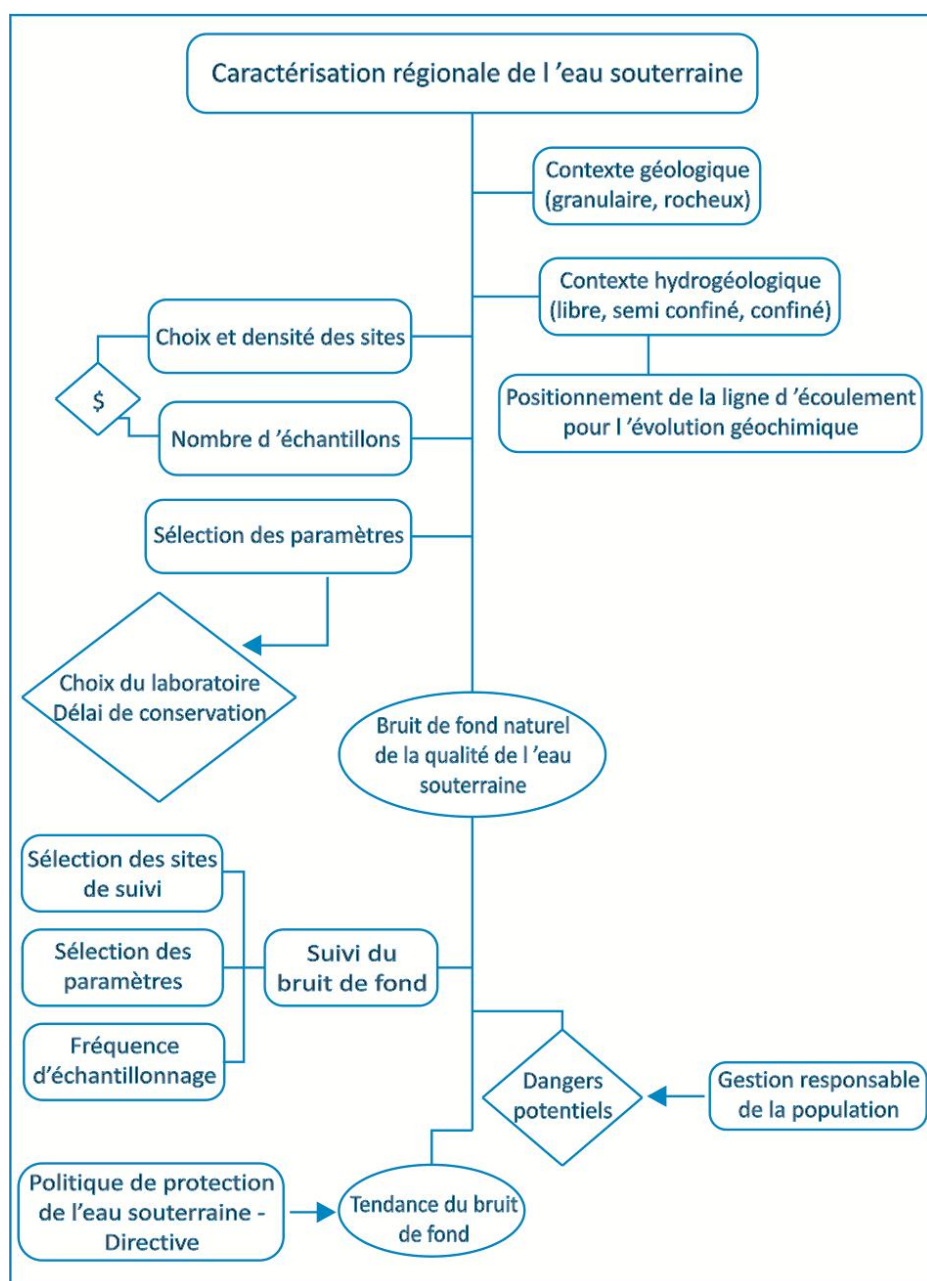 Caractérisation régionale de l ’eau souterraine
Contexte géologique
(granulaire, rocheux)
Contexte hydrogéologique
(libre, semi confiné, confiné)
Choix et densité des sites
$
Positionnement de la ligne d ’écoulement
pour l ’évolution géochimique
Nombre d ’échantillons
Sélection des paramètres
Choix du laboratoire
Délai de conservation
Bruit de fond naturel
de la qualité de l ’eau
souterraine
Sélection des sites
de suivi
Sélection des
paramètres
Suivi du
bruit de fond
Fréquence
d’échantillonnage
Dangers
potentiels
Gestion responsable
de la population
Politique de protection
de l’eau souterraine -
Directive
Tendance du bruit
de fond